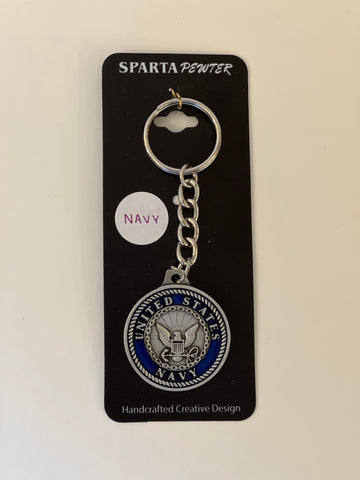 SPARTA PEWTER
NAVY
UNITED STATES
NAVY
Handcrafted Creative Design